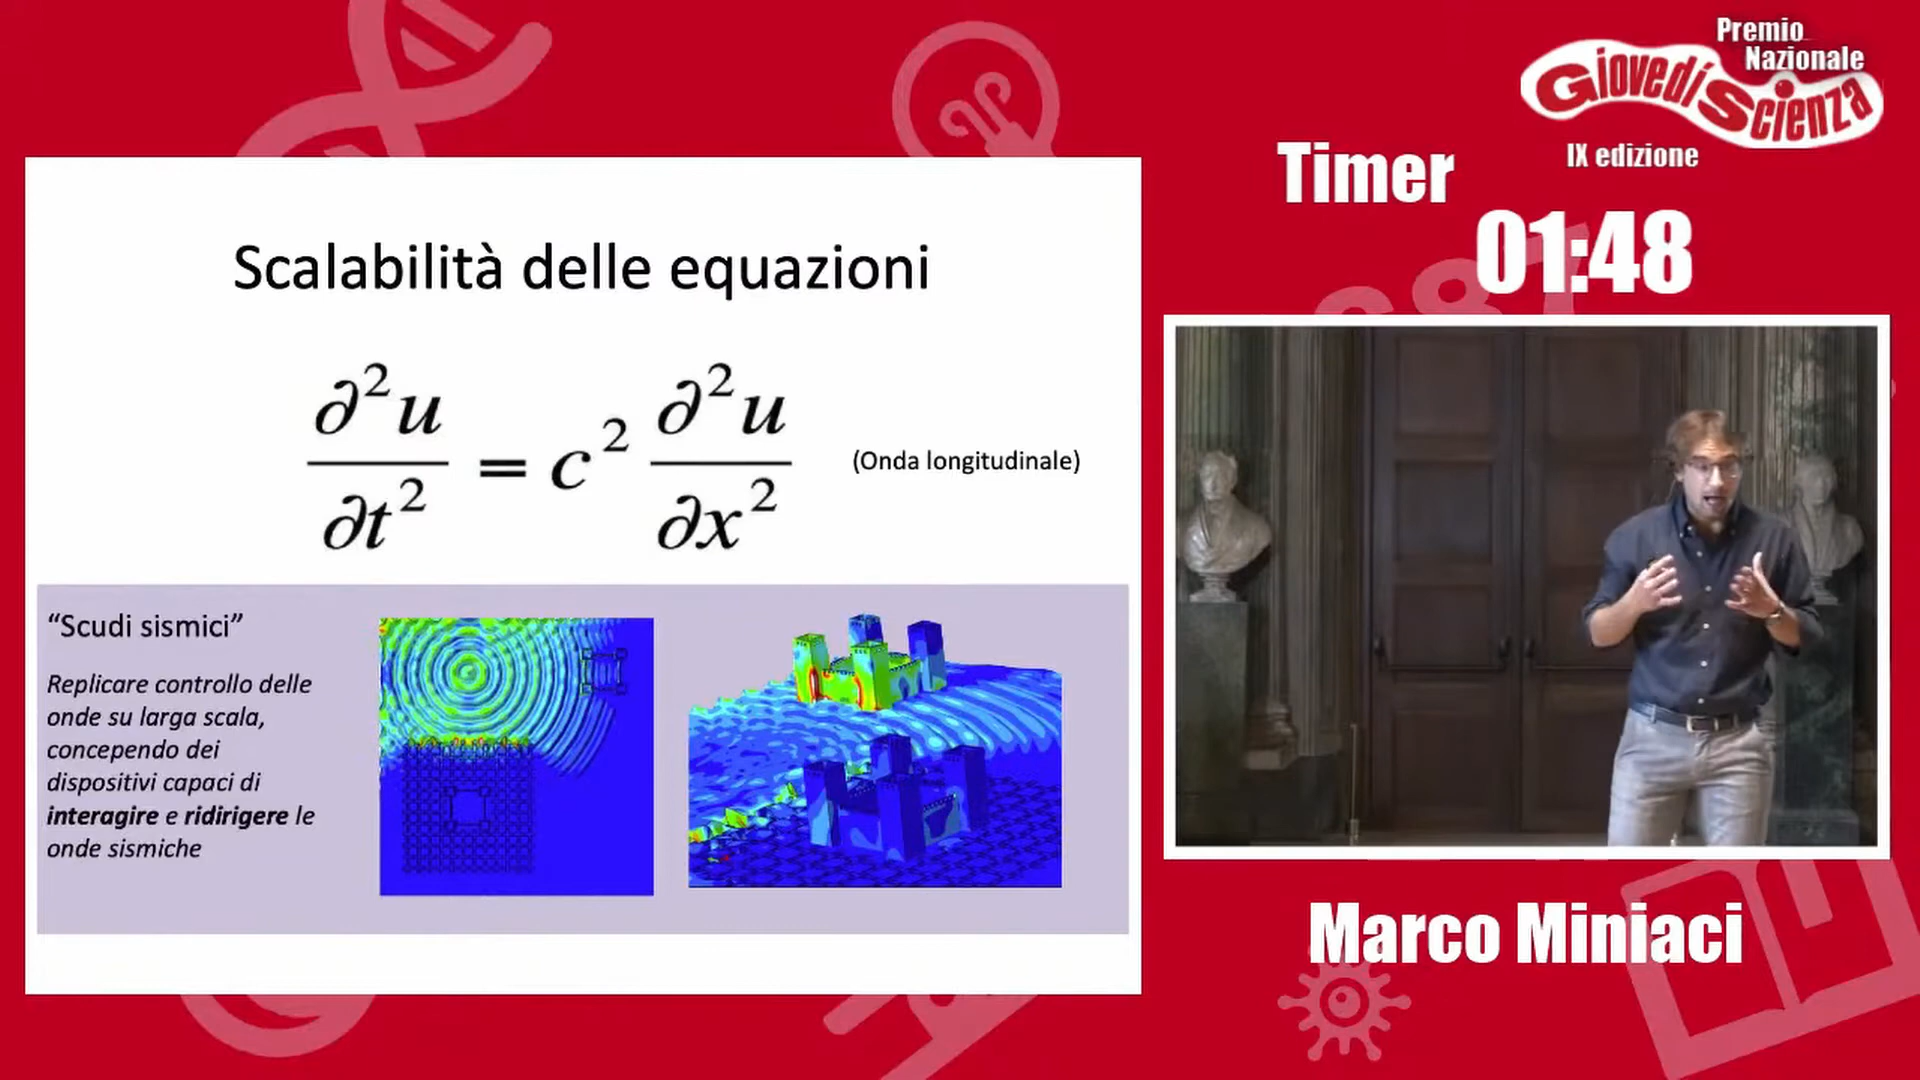 Premio
Nazionale
Giovedì Scienza
IX edizione
Timer
01:48
Scalabilità delle equazioni
∂²u/∂t² = c² ∂²u/∂x²
(Onda longitudinale)
“Scudi sismici”
Replicare controllo delle
onde su larga scala,
concependo dei
dispositivi capaci di
interagire e ridirigere le
onde sismiche
Marco Miniaci